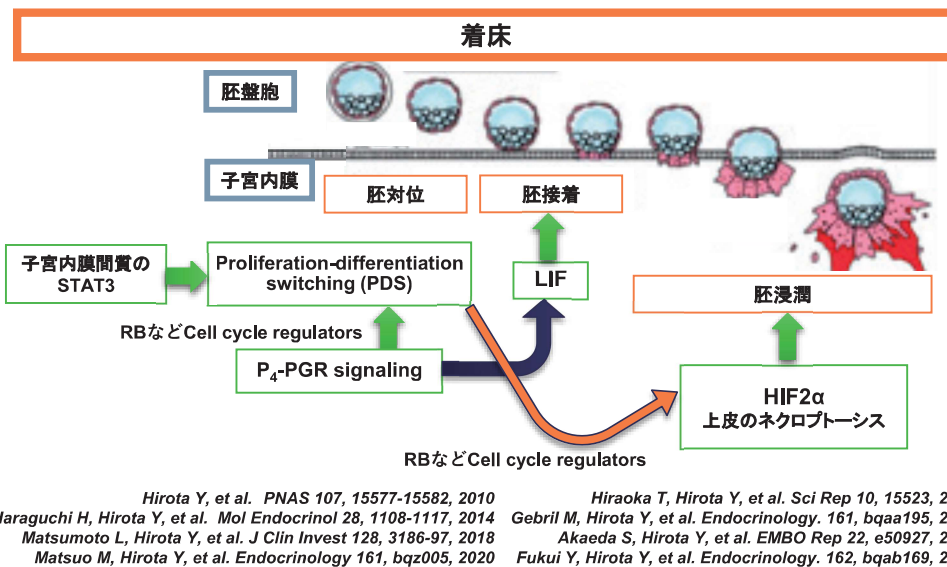 着床
胚盤胞
子宮内膜
胚対位
胚接着
子宮内膜間質の
STAT3
Proliferation-differentiation
switching (PDS)
LIF
胚浸潤
RBなどCell cycle regulators
P4-PGR signaling
HIF2α
上皮のネクロプトーシス
RBなどCell cycle regulators
Hirota Y, et al. PNAS 107, 15577-15582, 2010
Haraguchi H, Hirota Y, et al. Mol Endocrinol 28, 1108-1117, 2014
Matsumoto L, Hirota Y, et al. J Clin Invest 128, 3186-97, 2018
Matsuo M, Hirota Y, et al. Endocrinology 161, bqz005, 2020
Hiraoka T, Hirota Y, et al. Sci Rep 10, 15523, 2
Gebril M, Hirota Y, et al. Endocrinology. 161, bqaa195, 2
Akaeda S, Hirota Y, et al. EMBO Rep 22, e50927, 2
Fukui Y, Hirota Y, et al. Endocrinology. 162, bqab169, 2